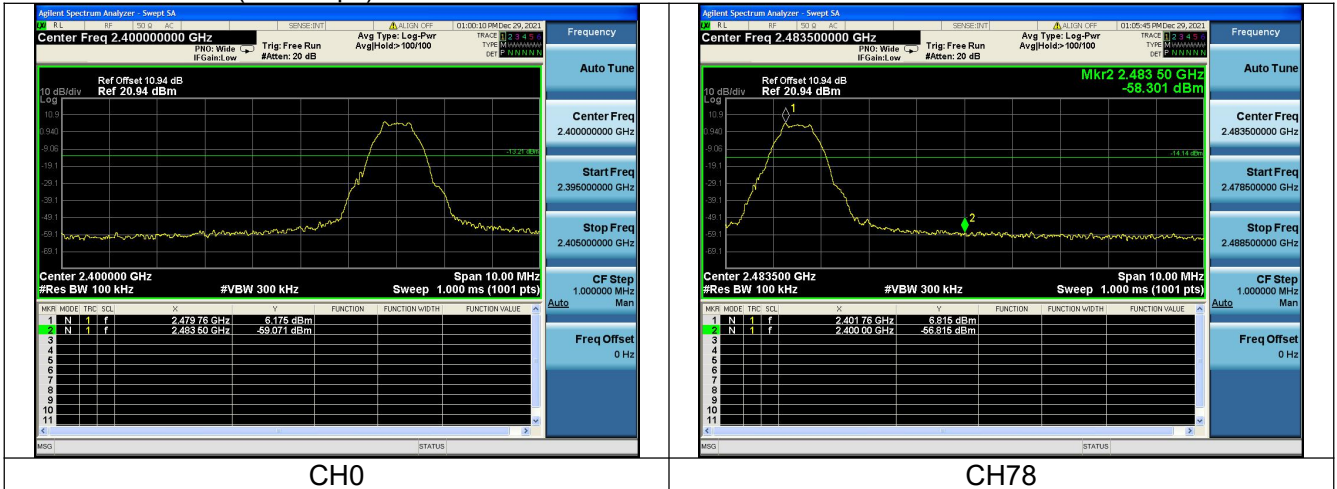 Agilent Spectrum Analyzer - Swept SA
RL RF 50 Ω AC SENSE:INT ALIGN OFF 01:00:10 PM Dec 29, 2021
Center Freq 2.400000000 GHz
PNO: Wide
IFGain:Low
Trig: Free Run
#Atten: 20 dB
Avg Type: Log-Pwr
Avg|Hold:>100/100
TRACE 1 2 3 4 5 6
TYPE M
DET P N N N N N
Ref Offset 10.94 dB
10 dB/div Ref 20.94 dBm
Log
10.9
0.940
-9.06
-19.1
-29.1
-39.1
-49.1
-59.1
-69.1
-13.21 dBm
Center 2.400000 GHz Span 10.00 MHz
#Res BW 100 kHz #VBW 300 kHz Sweep 1.000 ms (1001 pts)
MKR MODE TRC SCL X Y FUNCTION FUNCTION WIDTH FUNCTION VALUE
1 N 1 f 2.479 76 GHz 6.175 dBm
2 N 1 f 2.483 50 GHz -59.071 dBm
3
4
5
6
7
8
9
10
11
MSG STATUS
Frequency
Auto Tune
Center Freq
2.400000000 GHz
Start Freq
2.395000000 GHz
Stop Freq
2.405000000 GHz
CF Step
1.000000 MHz
Auto Man
Freq Offset
0 Hz
CH0
Agilent Spectrum Analyzer - Swept SA
RL RF 50 Ω AC SENSE:INT ALIGN OFF 01:05:45 PM Dec 29, 2021
Center Freq 2.483500000 GHz
PNO: Wide
IFGain:Low
Trig: Free Run
#Atten: 20 dB
Avg Type: Log-Pwr
Avg|Hold:>100/100
TRACE 1 2 3 4 5 6
TYPE M
DET P N N N N N
Mkr2 2.483 50 GHz
-58.301 dBm
Ref Offset 10.94 dB
10 dB/div Ref 20.94 dBm
Log
10.9
0.940
-9.06
-19.1
-29.1
-39.1
-49.1
-59.1
-69.1
1
2
-14.14 dBm
Center 2.483500 GHz Span 10.00 MHz
#Res BW 100 kHz #VBW 300 kHz Sweep 1.000 ms (1001 pts)
MKR MODE TRC SCL X Y FUNCTION FUNCTION WIDTH FUNCTION VALUE
1 N 1 f 2.401 76 GHz 6.815 dBm
2 N 1 f 2.400 00 GHz -56.815 dBm
3
4
5
6
7
8
9
10
11
MSG STATUS
Frequency
Auto Tune
Center Freq
2.483500000 GHz
Start Freq
2.478500000 GHz
Stop Freq
2.488500000 GHz
CF Step
1.000000 MHz
Auto Man
Freq Offset
0 Hz
CH78